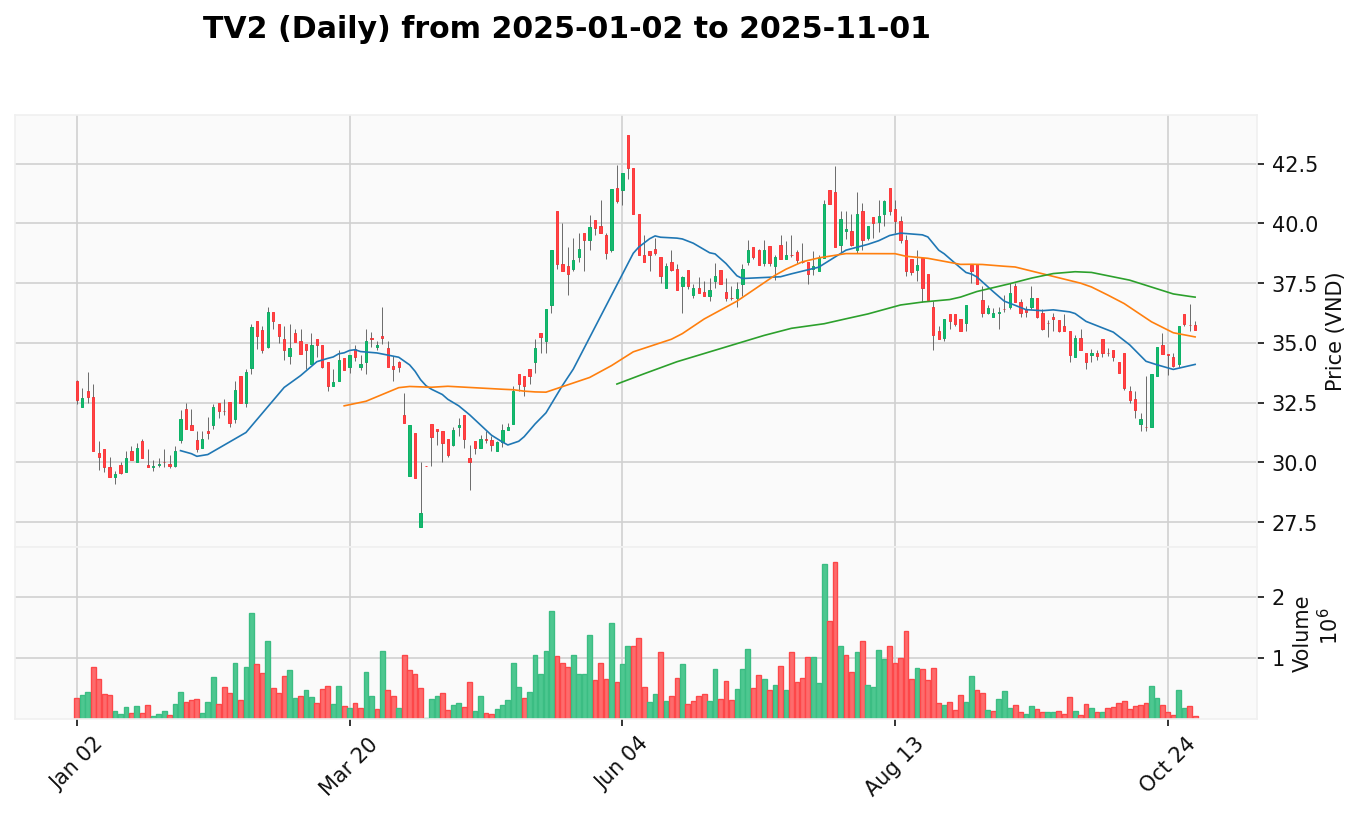 TV2 (Daily) from 2025-01-02 to 2025-11-01
42.5
40.0
37.5
35.0
32.5
30.0
27.5
Price (VND)
2
1
Volume
10^6
Jan 02
Mar 20
Jun 04
Aug 13
Oct 24